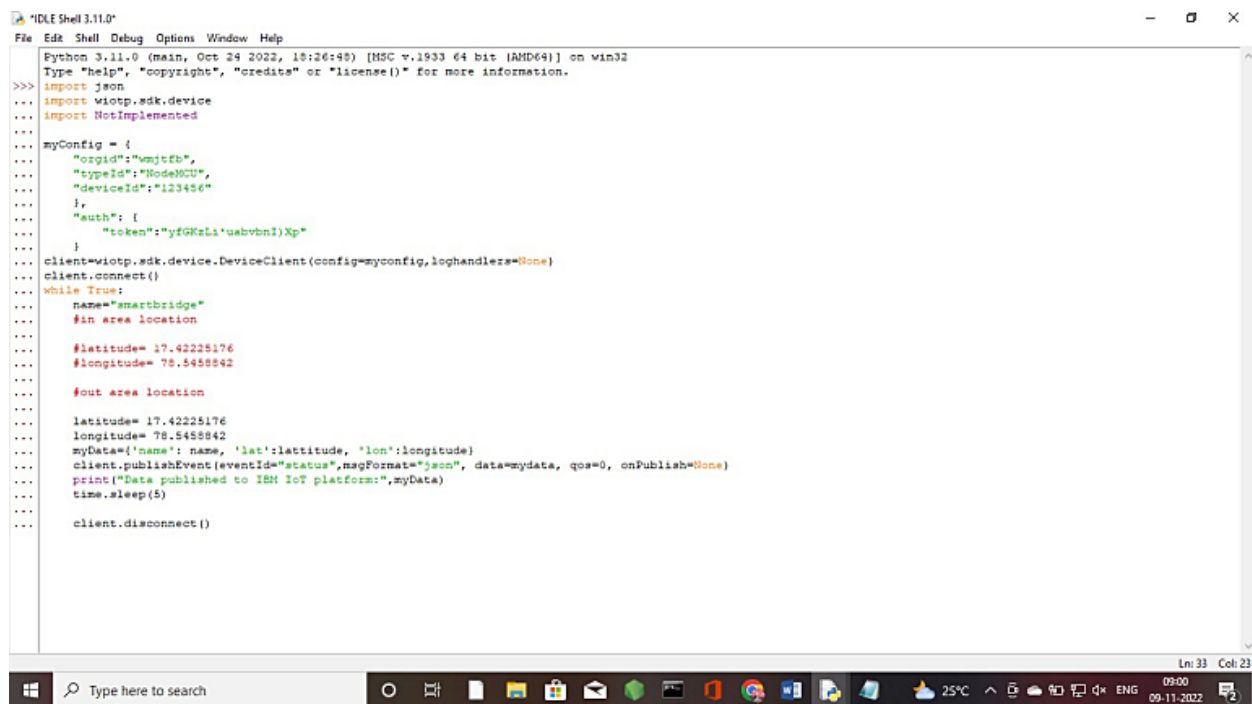 *IDLE Shell 3.11.0*
File Edit Shell Debug Options Window Help
Python 3.11.0 (main, Oct 24 2022, 18:26:48) [MSC v.1933 64 bit (AMD64)] on win32
Type "help", "copyright", "credits" or "license()" for more information.
>>> import json
... import wiotp.sdk.device
... import NotImplemented
...
... myConfig = {
...     "orgid":"wmjtfb",
...     "typeId":"NodeMCU",
...     "deviceId":"123456"
...     },
...     "auth": {
...         "token":"yfGKzLi*uabvbnI)Xp"
...     }
... client=wiotp.sdk.device.DeviceClient(config=myconfig,loghandlers=None)
... client.connect()
... while True:
...     name="smartbridge"
...     #in area location
...
...     #latitude= 17.42225176
...     #longitude= 78.5458842
...
...     #out area location
...
...     latitude= 17.42225176
...     longitude= 78.5458842
...     myData={'name': name, 'lat':lattitude, 'lon':longitude}
...     client.publishEvent(eventId="status",msgFormat="json", data=mydata, qos=0, onPublish=None)
...     print("Data published to IBM IoT platform:",myData)
...     time.sleep(5)
...
...     client.disconnect()
Ln: 33 Col: 23
Type here to search
25°C
ENG
09:00
09-11-2022